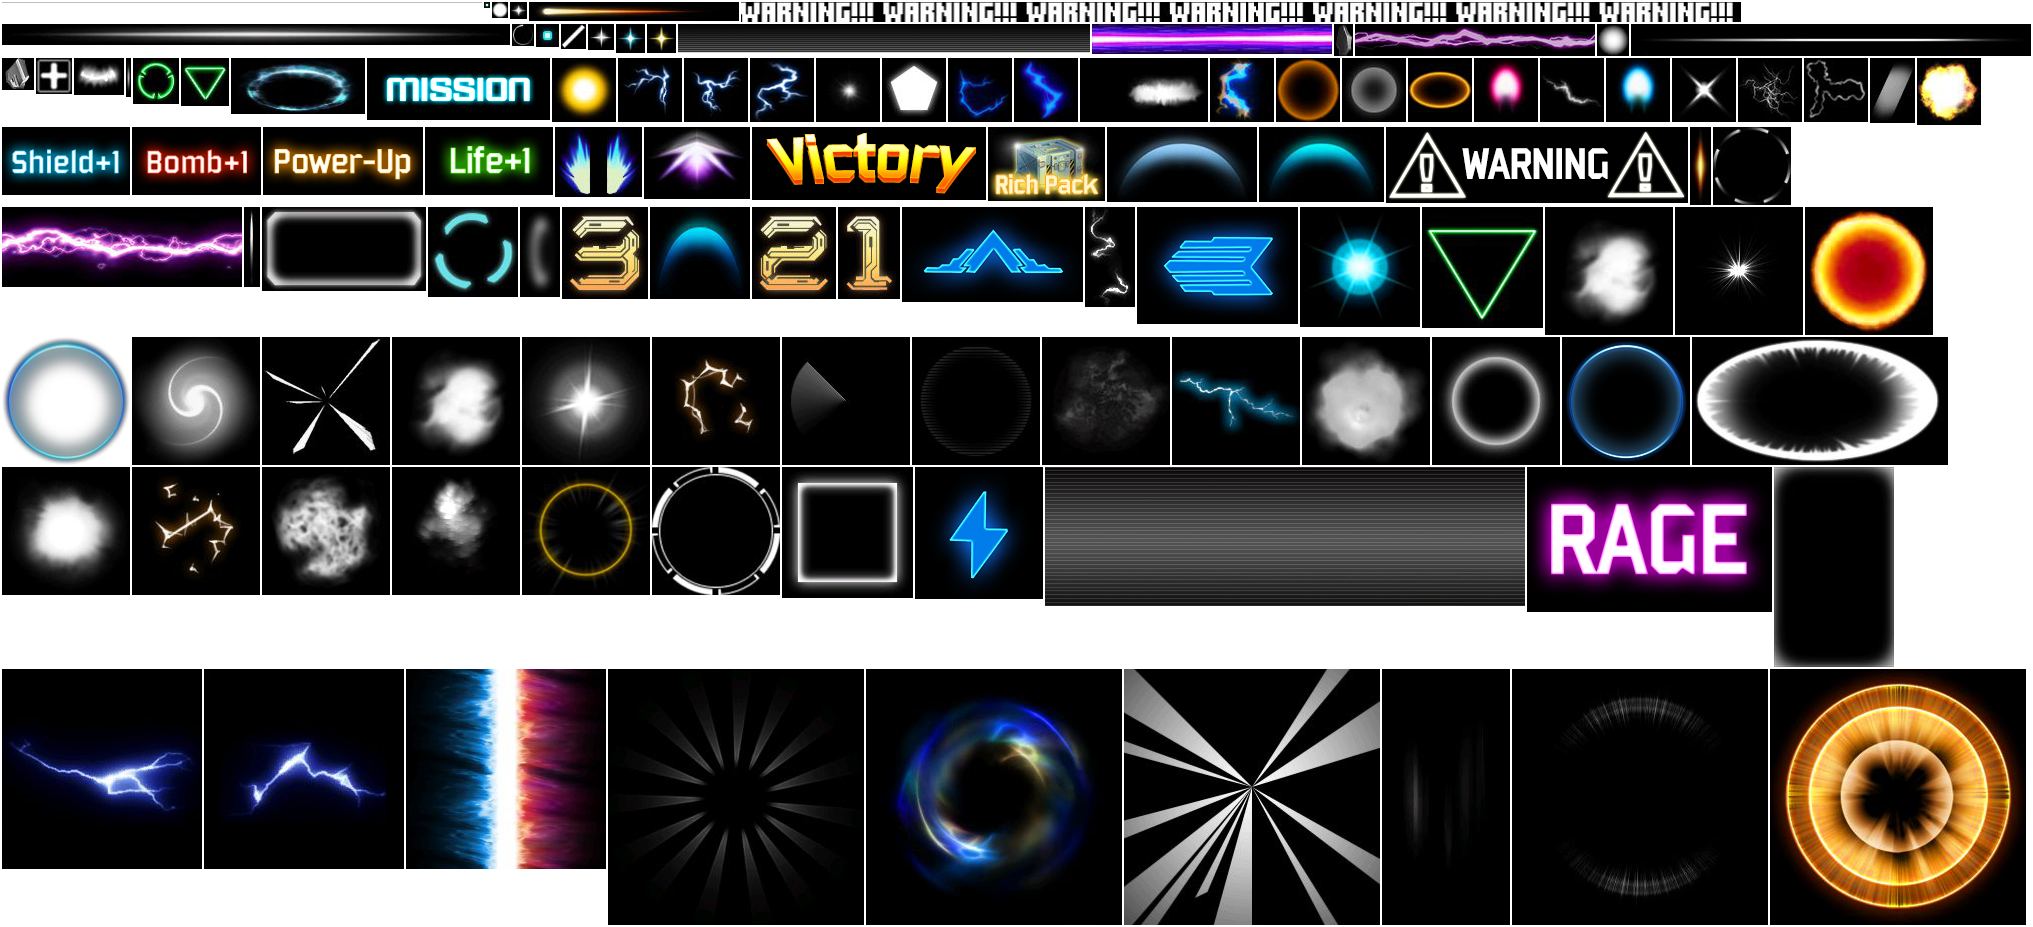 WARNING!!! WARNING!!! WARNING!!! WARNING!!! WARNING!!! WARNING!!! WARNING!!!
MISSION
Shield+1
Bomb+1
Power-Up
Life+1
Victory
Rich Pack
WARNING
3
2
1
RAGE